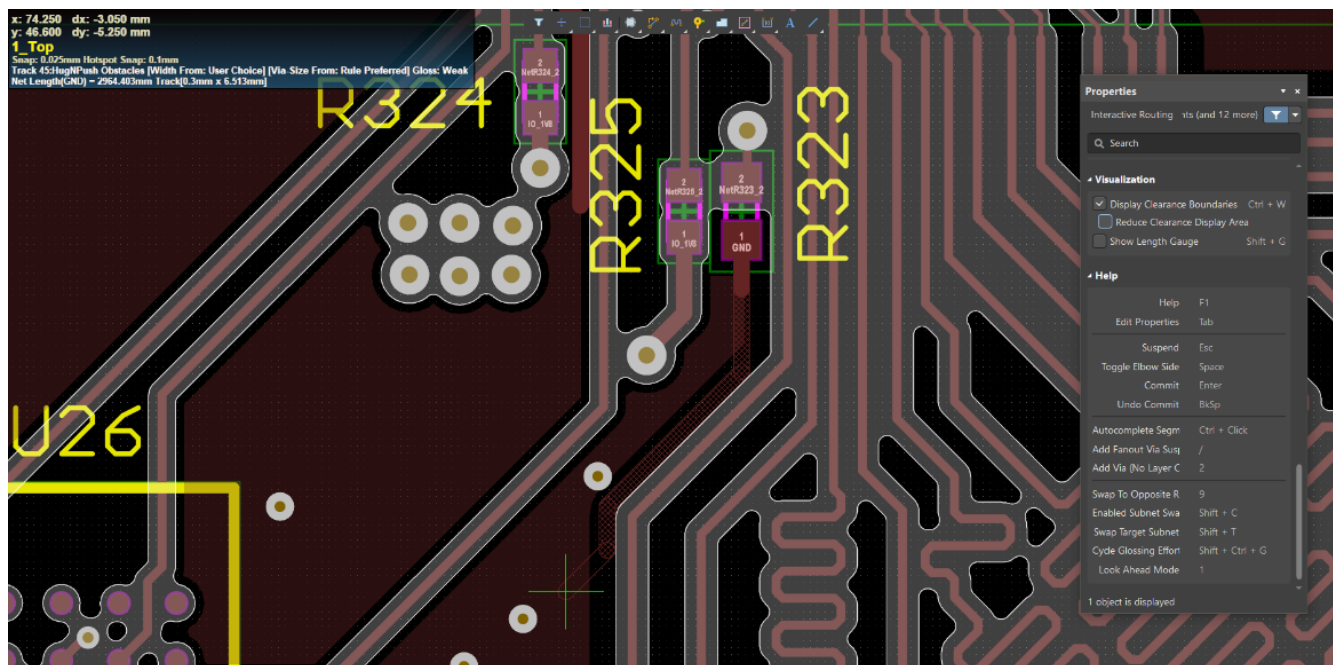 x: 74.250 dx: -3.050 mm
y: 46.600 dy: -5.250 mm
1_Top
Snap: 0.025mm Hotspot Snap: 0.1mm
Track 45:HugNPush Obstacles [Width From: User Choice] [Via Size From: Rule Preferred] Gloss: Weak
Net Length(GND) = 2964.403mm Track[0.3mm x 6.513mm]
R324
2
NetR324_2
1
IO_1V8
R325
2
NetR325_2
1
IO_1V8
2
NetR323_2
1
GND
R323
U26
Properties
Interactive Routing nts (and 12 more)
Search
Visualization
Display Clearance Boundaries Ctrl + W
Reduce Clearance Display Area
Show Length Gauge Shift + G
Help
Help F1
Edit Properties Tab
Suspend Esc
Toggle Elbow Side Space
Commit Enter
Undo Commit BkSp
Autocomplete Segm Ctrl + Click
Add Fanout Via Susp /
Add Via (No Layer C 2
Swap To Opposite R 9
Enabled Subnet Swa Shift + C
Swap Target Subnet Shift + T
Cycle Glossing Effort Shift + Ctrl + G
Look Ahead Mode 1
1 object is displayed